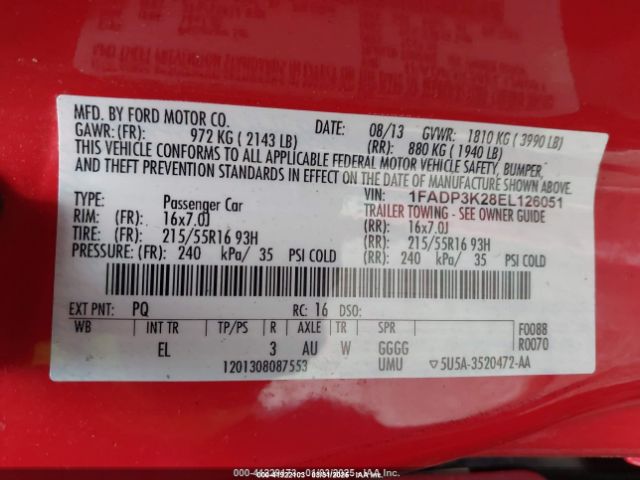 MFD. BY FORD MOTOR CO.
DATE: 08/13 GVWR: 1810 KG ( 3990 LB)
GAWR: (FR): 972 KG ( 2143 LB) (RR): 880 KG ( 1940 LB)
THIS VEHICLE CONFORMS TO ALL APPLICABLE FEDERAL MOTOR VEHICLE SAFETY, BUMPER,
AND THEFT PREVENTION STANDARDS IN EFFECT ON THE DATE OF MANUFACTURE SHOWN ABOVE.
VIN: 1FADP3K28EL126051
TYPE: Passenger Car TRAILER TOWING - SEE OWNER GUIDE
RIM: (FR): 16x7.0J (RR): 16x7.0J
TIRE: (FR): 215/55R16 93H (RR): 215/55R16 93H
PRESSURE: (FR): 240 kPa/ 35 PSI COLD (RR): 240 kPa/ 35 PSI COLD
EXT PNT: PQ RC: 16 DSO:
WB INT TR TP/PS R AXLE TR SPR F0088
R0070
EL 3 AU W GGGG
1201308087553 UMU 5U5A-3520472-AA